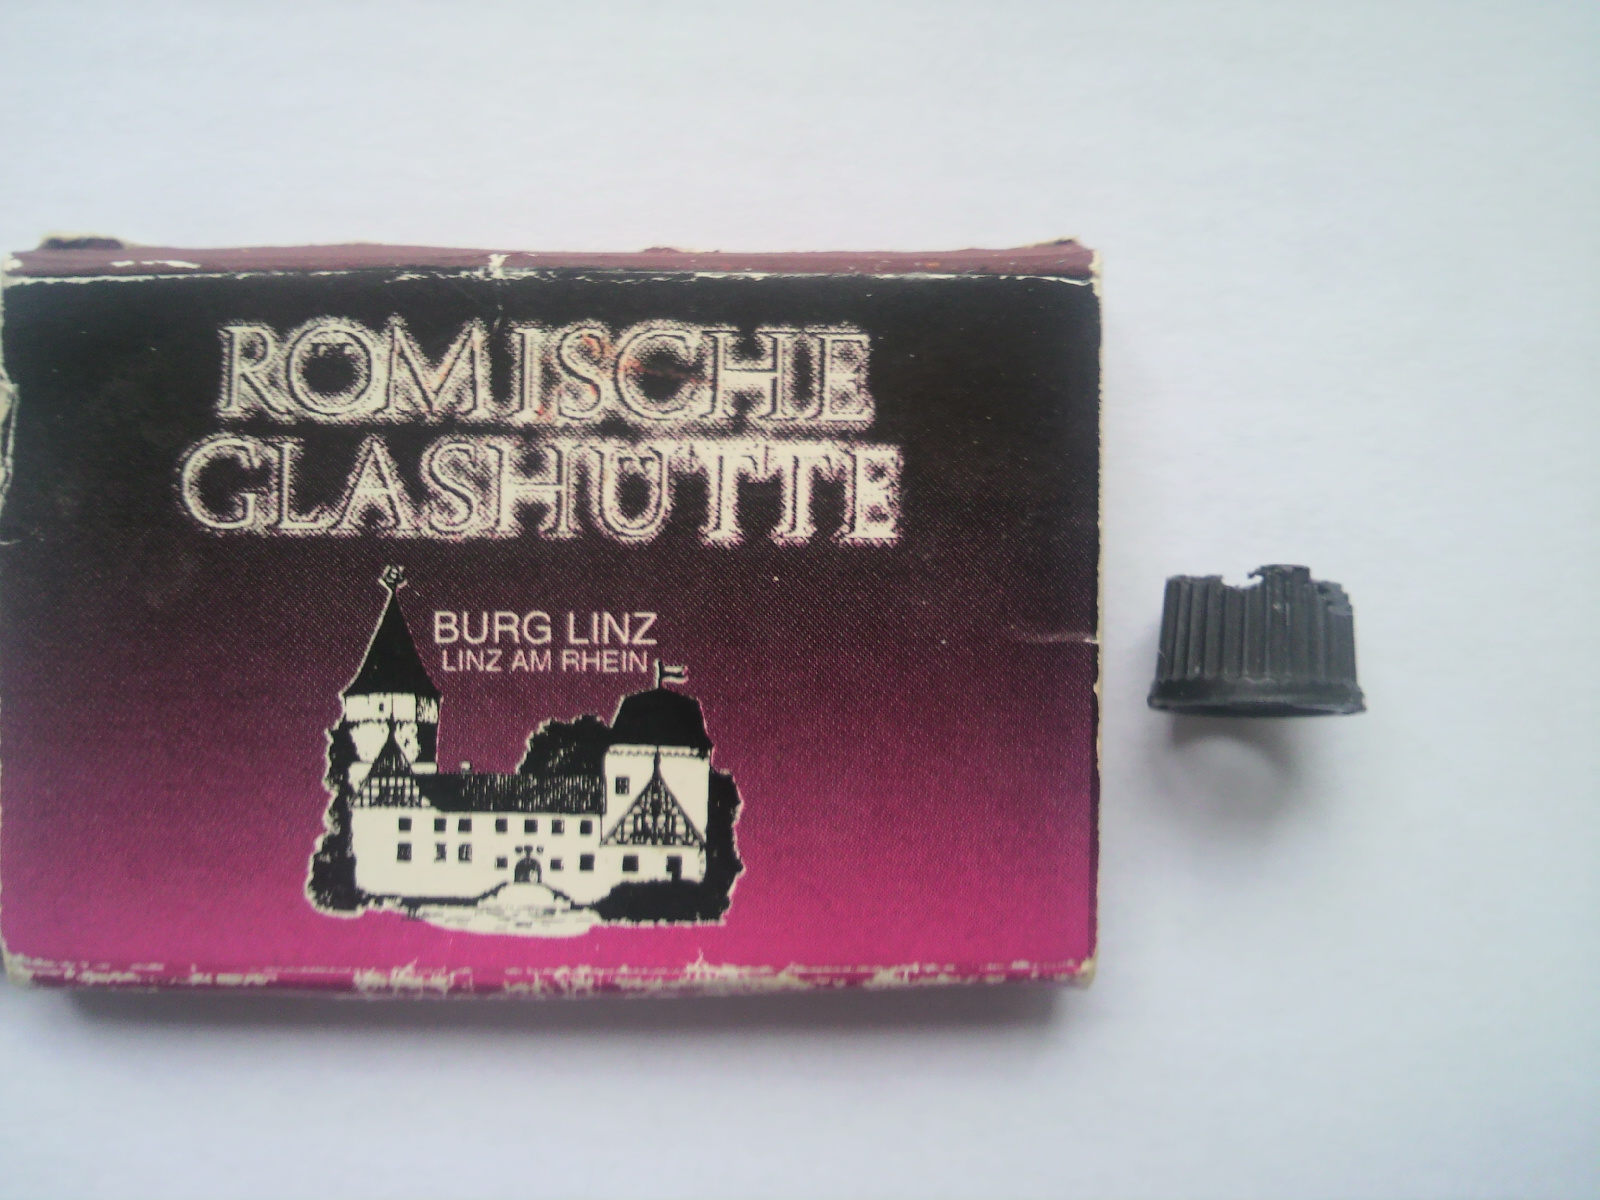 RÖMISCHE
GLASHÜTTE
BURG LINZ
LINZ AM RHEIN